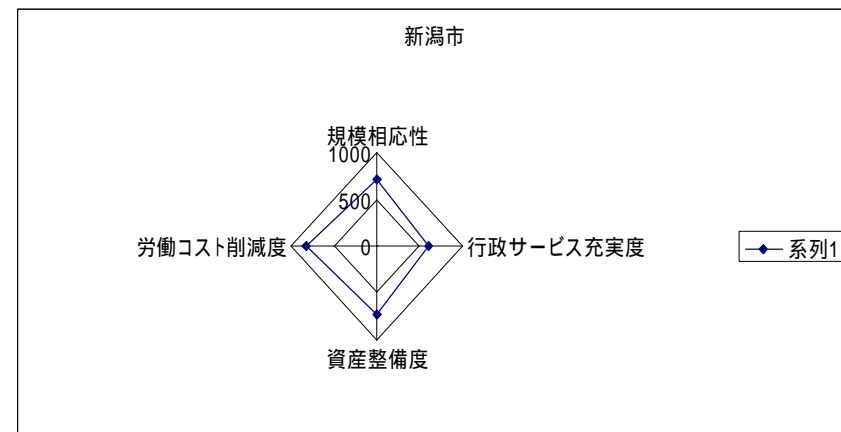 新潟市
規模相応性
1000
500
0
労働コスト削減度
行政サービス充実度
資産整備度
系列1